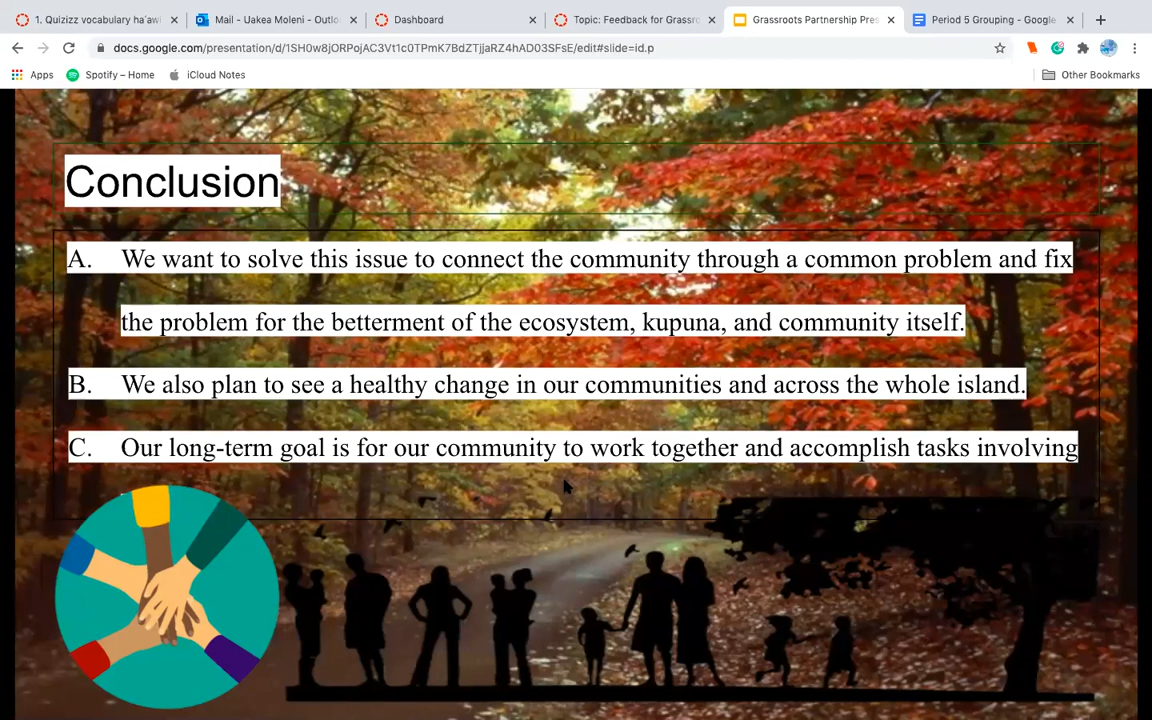 1. Quizizz vocabulary haʻaw
Mail - Uakea Moleni - Outlo
Dashboard
Topic: Feedback for Grassro
Grassroots Partnership Pres
Period 5 Grouping - Google
docs.google.com/presentation/d/1SH0w8jORPojAC3Vt1c0TPmK7BdZTjjaRZ4hAD03SFsE/edit#slide=id.p
Apps
Spotify – Home
iCloud Notes
Other Bookmarks
Conclusion
A. We want to solve this issue to connect the community through a common problem and fix
the problem for the betterment of the ecosystem, kupuna, and community itself.
B. We also plan to see a healthy change in our communities and across the whole island.
C. Our long-term goal is for our community to work together and accomplish tasks involving